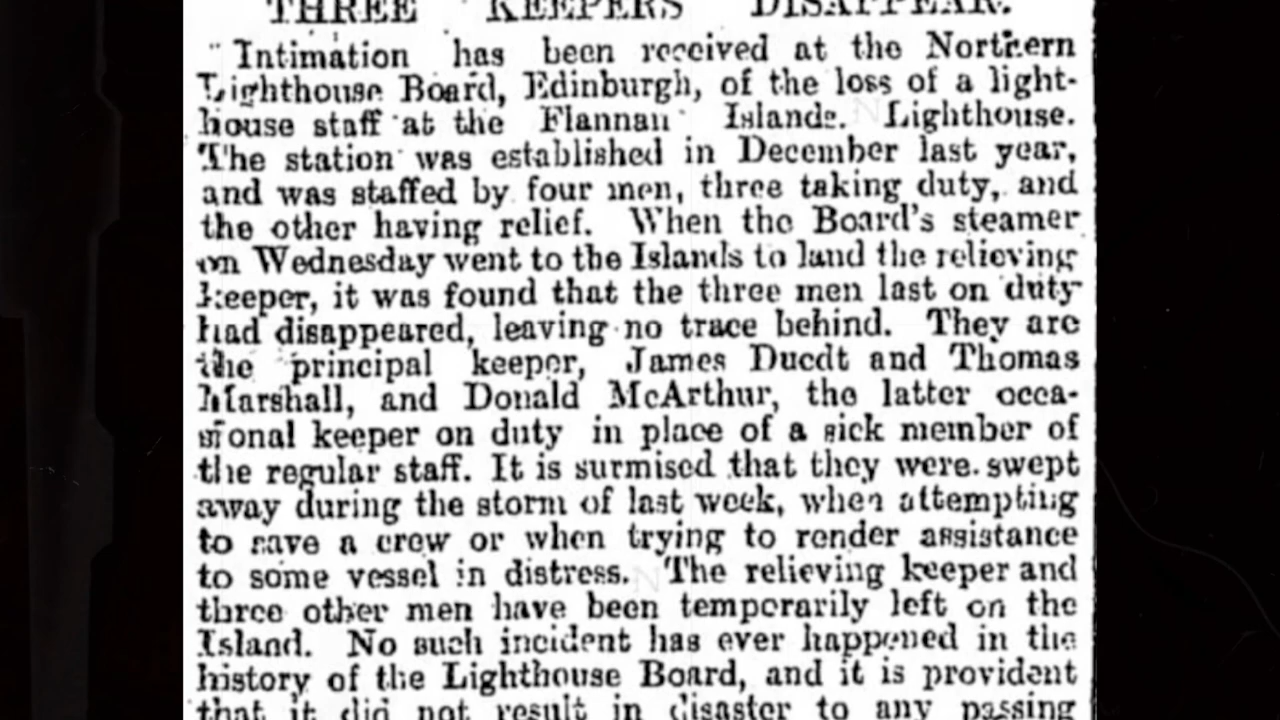 THREE KEEPERS DISAPPEAR.
"Intimation has been received at the Northern
Lighthouse Board, Edinburgh, of the loss of a light-
house staff at the Flannan Islands. Lighthouse.
The station was established in December last year,
and was staffed by four men, three taking duty, and
the other having relief. When the Board's steamer
on Wednesday went to the Islands to land the relieving
keeper, it was found that the three men last on duty
had disappeared, leaving no trace behind. They are
the principal keeper, James Ducdt and Thomas
Marshall, and Donald McArthur, the latter occa-
sional keeper on duty in place of a sick member of
the regular staff. It is surmised that they were swept
away during the storm of last week, when attempting
to save a crew or when trying to render assistance
to some vessel in distress. The relieving keeper and
three other men have been temporarily left on the
Island. No such incident has ever happened in the
history of the Lighthouse Board, and it is provident
that it did not result in disaster to any passing